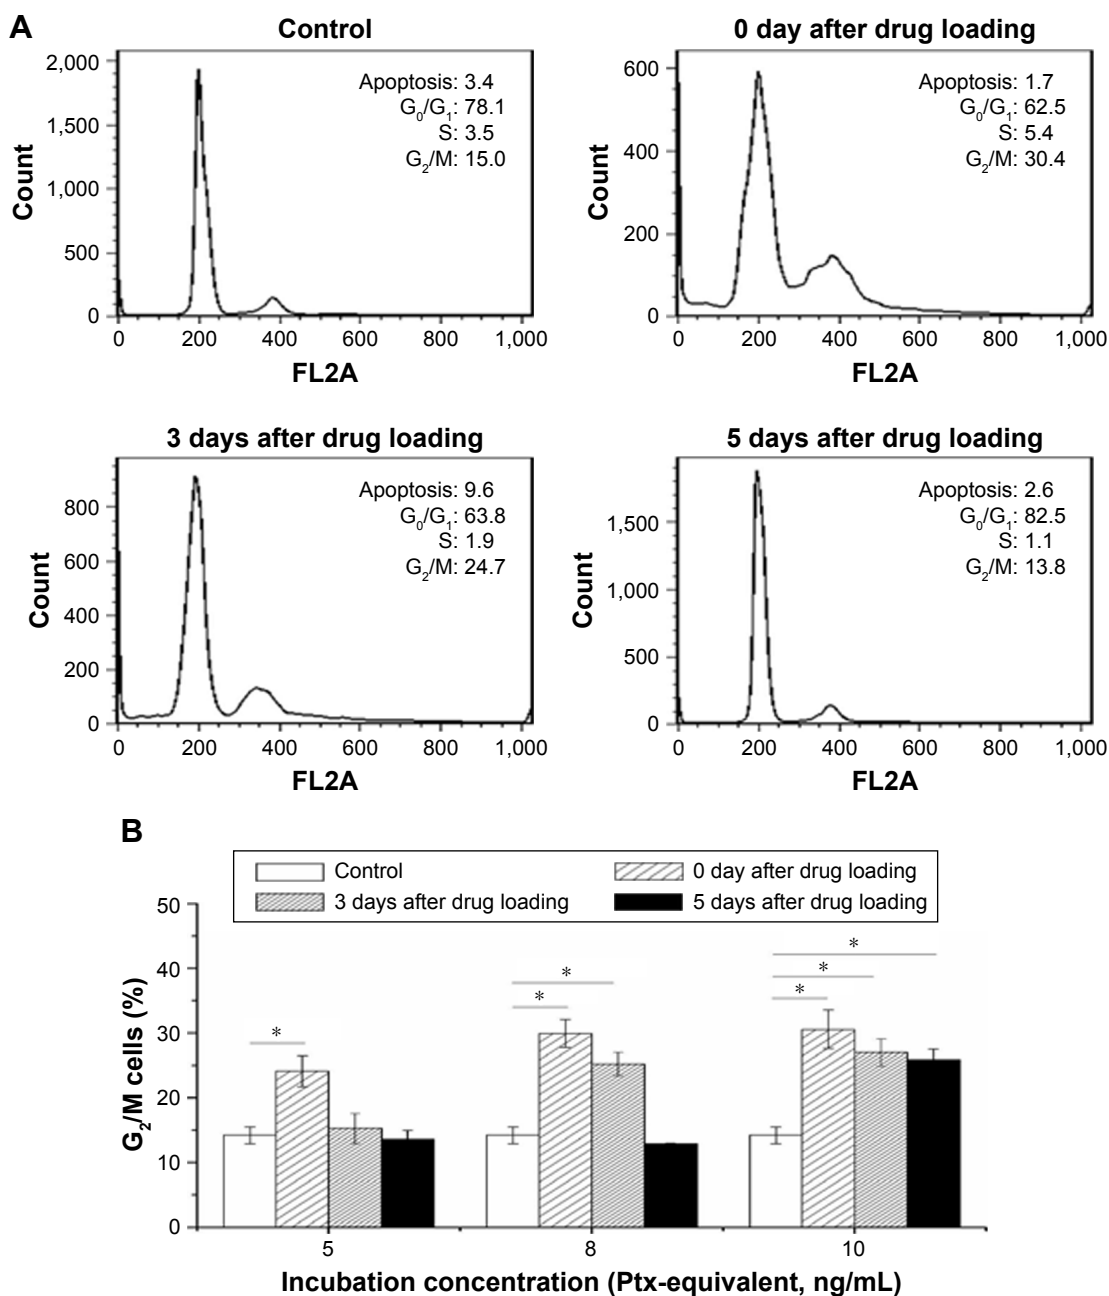 A
Control
2,000
1,500
1,000
500
0
Count
Apoptosis: 3.4
G₀/G₁: 78.1
S: 3.5
G₂/M: 15.0
0 200 400 600 800 1,000
FL2A
0 day after drug loading
600
400
200
0
Count
Apoptosis: 1.7
G₀/G₁: 62.5
S: 5.4
G₂/M: 30.4
0 200 400 600 800 1,000
FL2A
3 days after drug loading
800
600
400
200
0
Count
Apoptosis: 9.6
G₀/G₁: 63.8
S: 1.9
G₂/M: 24.7
0 200 400 600 800 1,000
FL2A
5 days after drug loading
1,500
1,000
500
0
Count
Apoptosis: 2.6
G₀/G₁: 82.5
S: 1.1
G₂/M: 13.8
0 200 400 600 800 1,000
FL2A
B
Control
0 day after drug loading
3 days after drug loading
5 days after drug loading
50
40
30
20
10
0
G₂/M cells (%)
*
*
*
*
*
*
5 8 10
Incubation concentration (Ptx-equivalent, ng/mL)